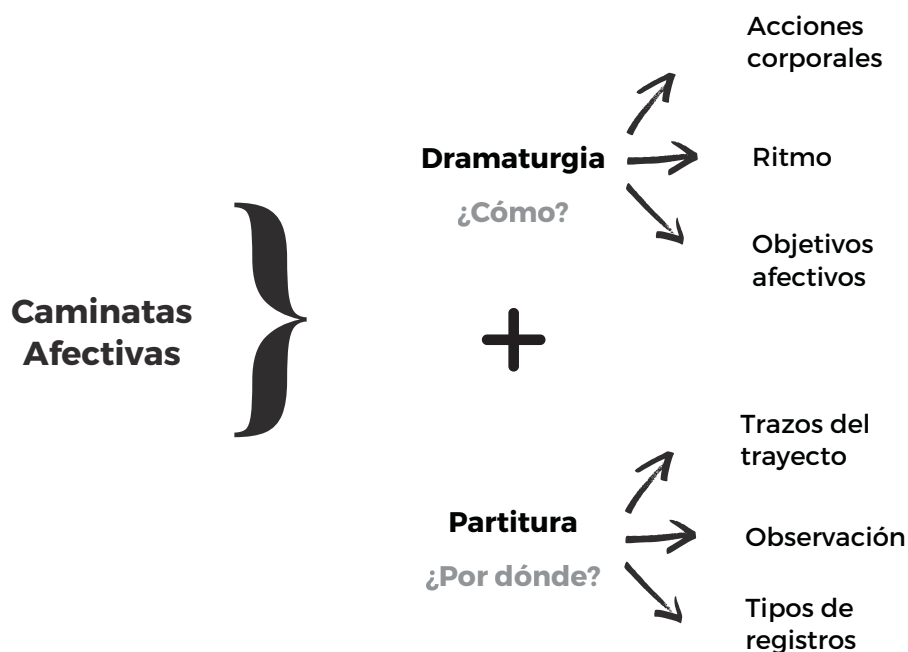 Caminatas
Afectivas
Dramaturgia
¿Cómo?
Acciones
corporales
Ritmo
Objetivos
afectivos
+
Partitura
¿Por dónde?
Trazos del
trayecto
Observación
Tipos de
registros